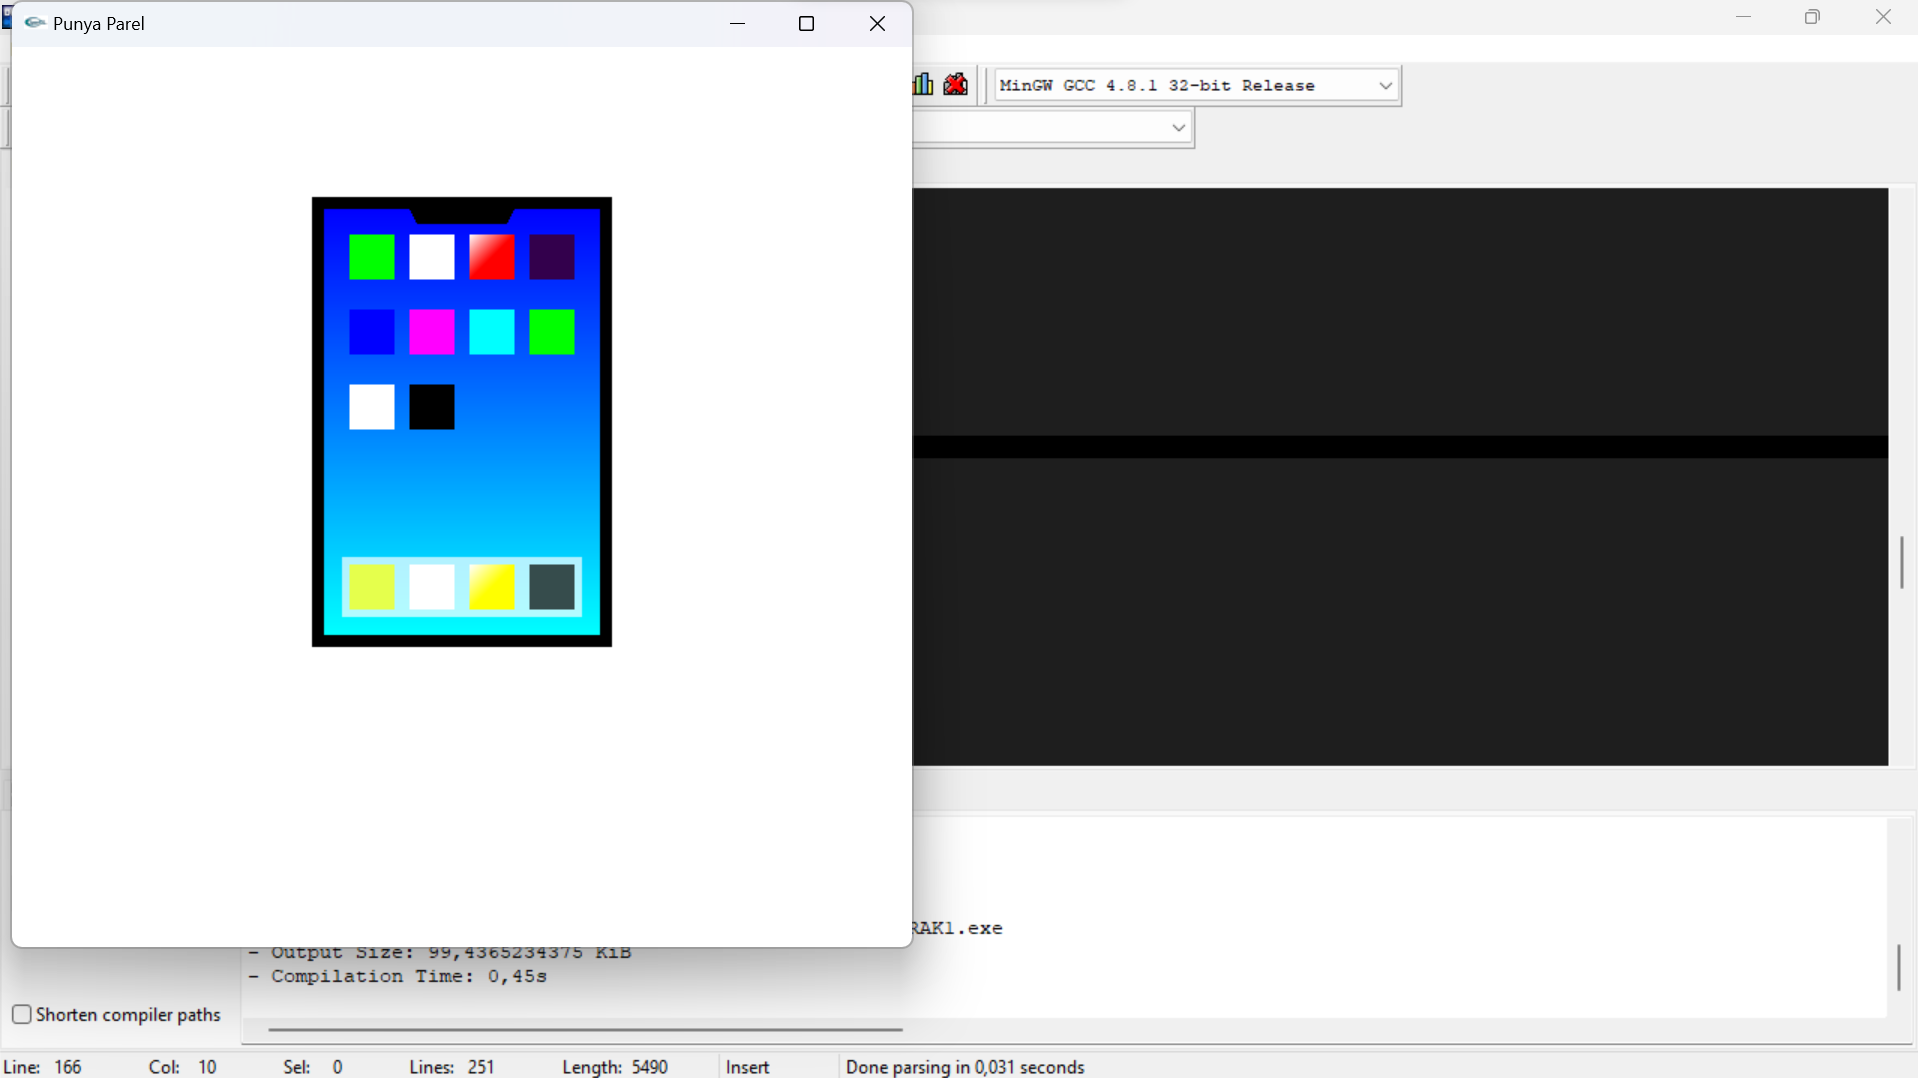 Punya Parel
MinGW GCC 4.8.1 32-bit Release
RAK1.exe
- Output Size: 99,4365234375 KiB
- Compilation Time: 0,45s
Shorten compiler paths
Line: 166 Col: 10 Sel: 0 Lines: 251 Length: 5490 Insert Done parsing in 0,031 seconds